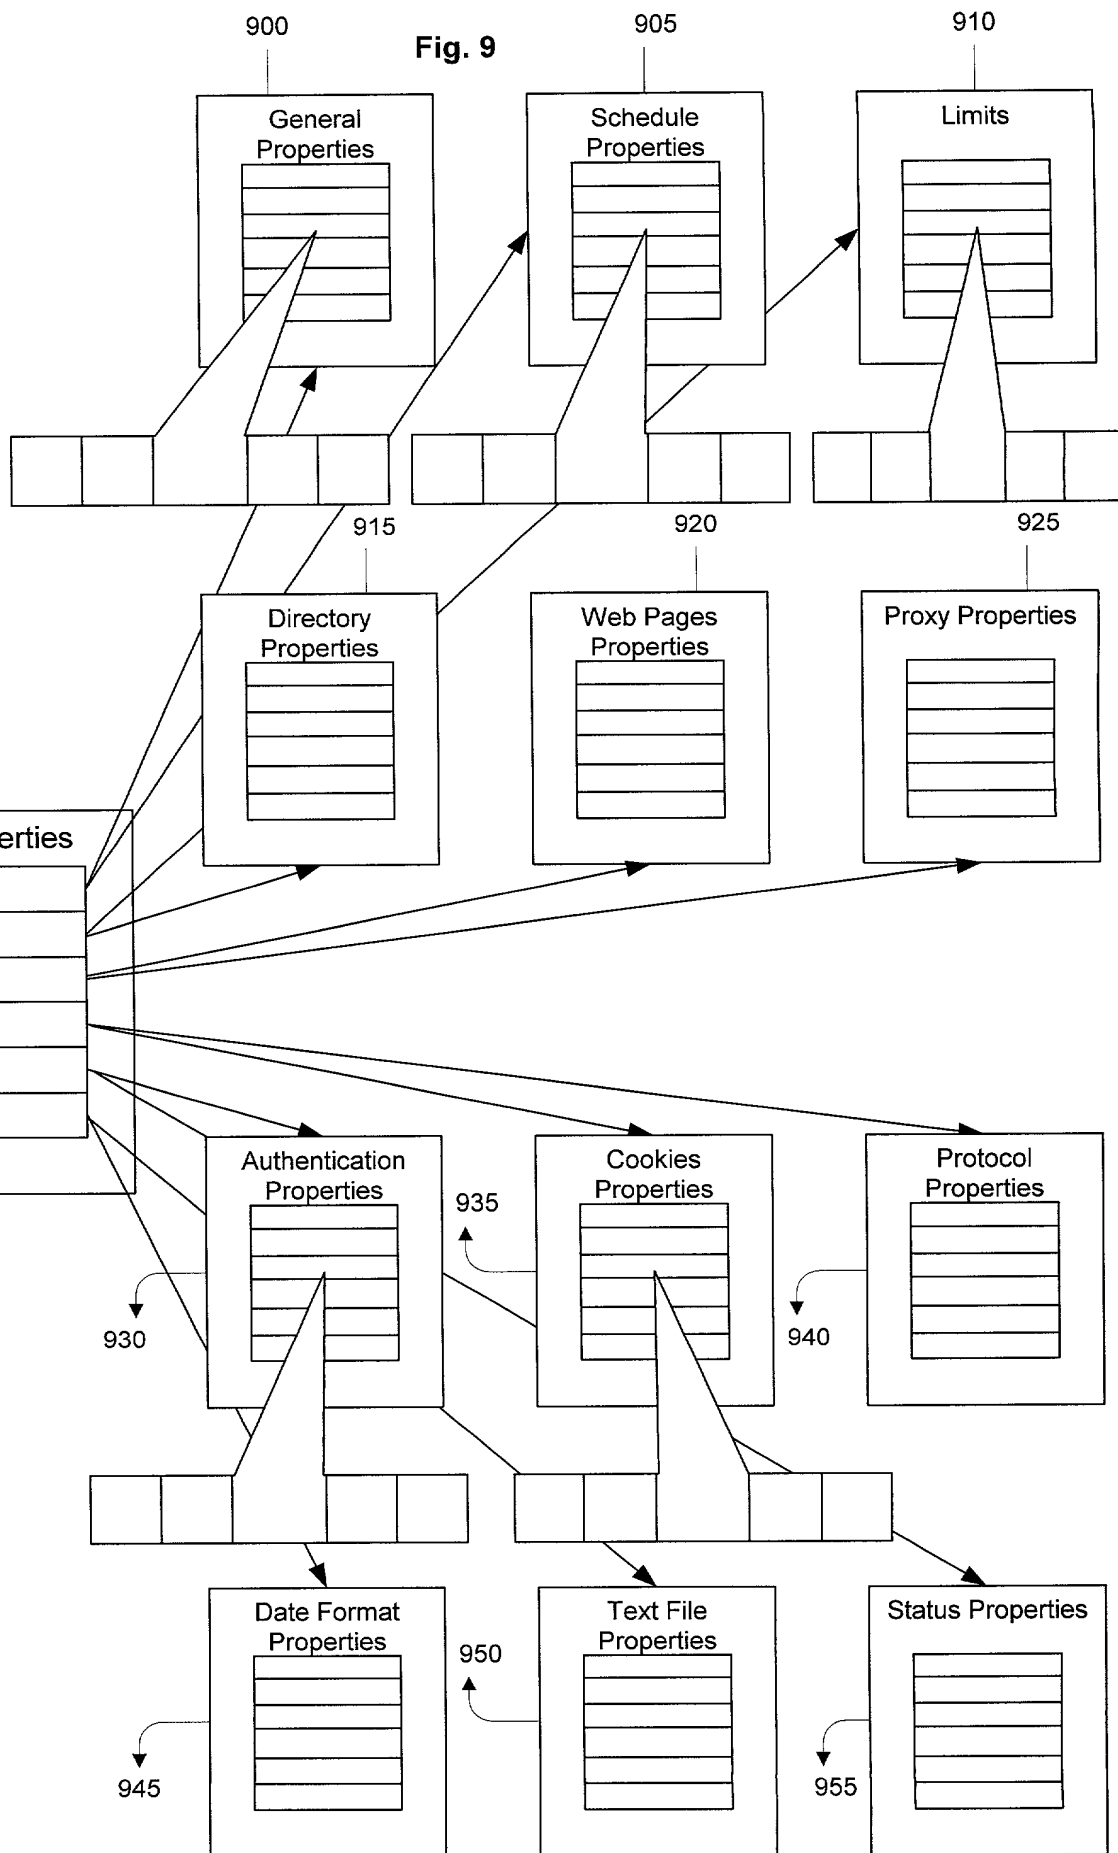 900
Fig. 9
905
910
General
Properties
Schedule
Properties
Limits
915
920
925
Directory
Properties
Web Pages
Properties
Proxy Properties
erties
Authentication
Properties
Cookies
Properties
Protocol
Properties
930
935
940
Date Format
Properties
Text File
Properties
Status Properties
945
950
955